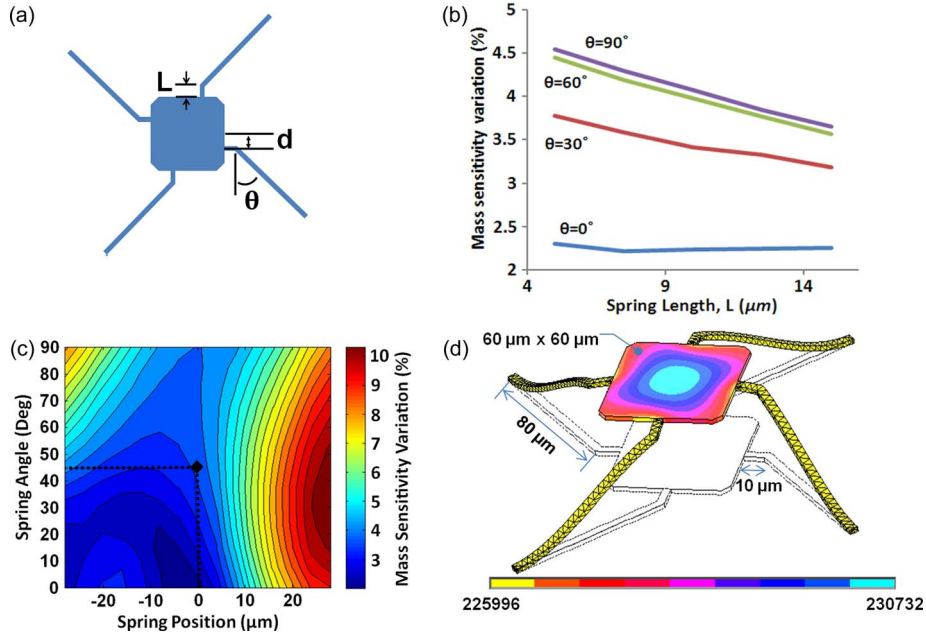 (a)
L
d
θ
(b)
Mass sensitivity variation (%)
5
4.5
4
3.5
3
2.5
2
θ=90°
θ=60°
θ=30°
θ=0°
4
9
14
Spring Length, L (μm)
(c)
Spring Angle (Deg)
90
80
70
60
50
40
30
20
10
0
-20
-10
0
10
20
Spring Position (μm)
10
9
8
7
6
5
4
3
Mass Sensitivity Variation (%)
(d)
60 μm x 60 μm
80 μm
10 μm
225996
230732